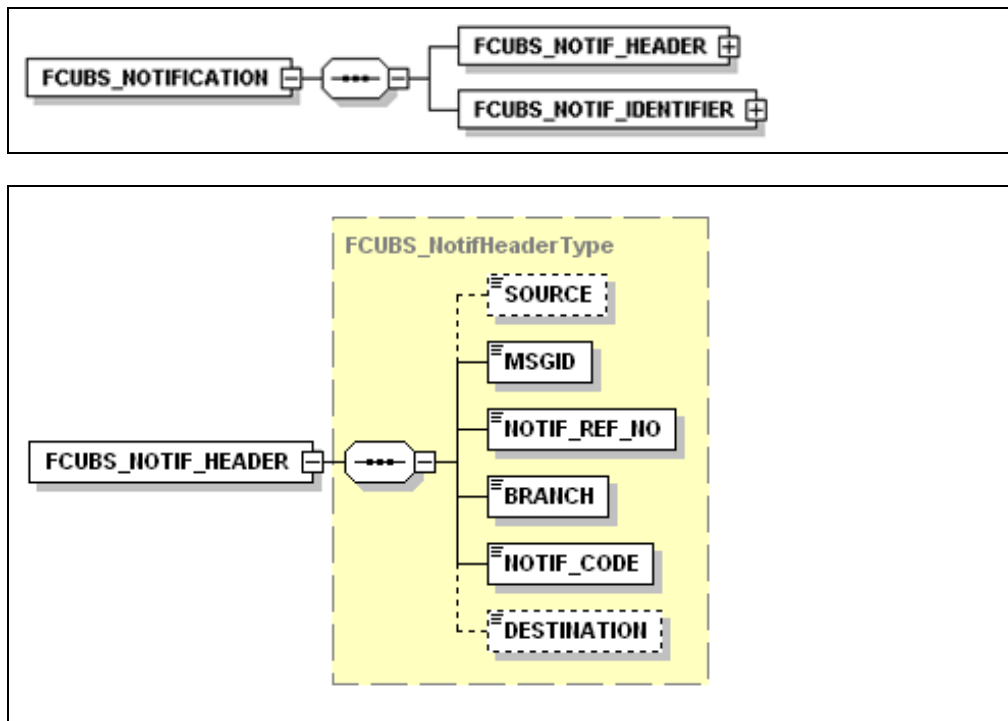 FCUBS_NOTIFICATION
FCUBS_NOTIF_HEADER
FCUBS_NOTIF_IDENTIFIER
FCUBS_NotifHeaderType
SOURCE
MSGID
NOTIF_REF_NO
FCUBS_NOTIF_HEADER
BRANCH
NOTIF_CODE
DESTINATION